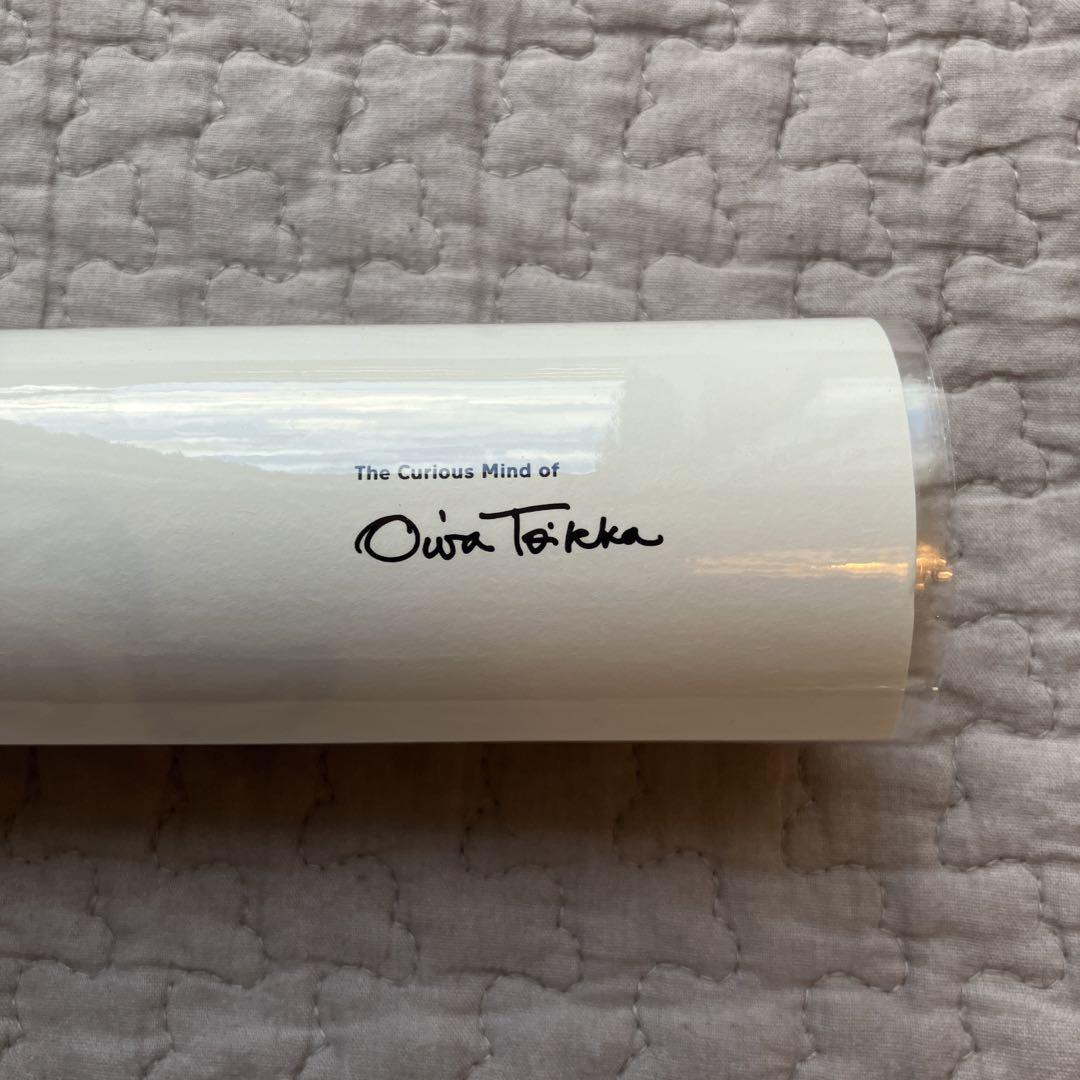 The Curious Mind of
Oiva Toikka